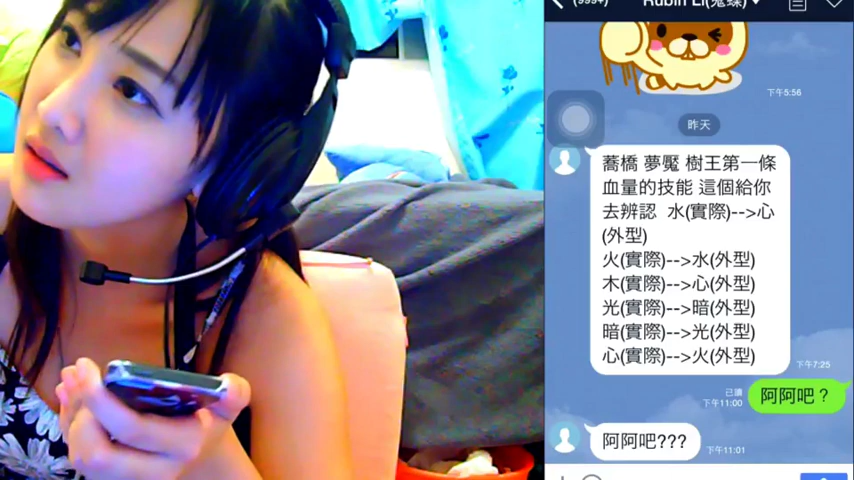 (999+)
Rubin Li(鬼蝶)
下午5:56
昨天
蕎橋 夢魘 樹王第一條
血量的技能 這個給你
去辨認 水(實際)-->心
(外型)
火(實際)-->水(外型)
木(實際)-->心(外型)
光(實際)-->暗(外型)
暗(實際)-->光(外型)
心(實際)-->火(外型)
下午7:25
已讀
下午11:00
阿阿吧？
阿阿吧???
下午11:01